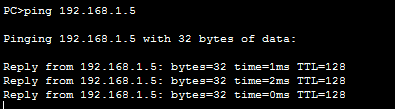 PC>ping 192.168.1.5
Pinging 192.168.1.5 with 32 bytes of data:
Reply from 192.168.1.5: bytes=32 time=1ms TTL=128
Reply from 192.168.1.5: bytes=32 time=2ms TTL=128
Reply from 192.168.1.5: bytes=32 time=0ms TTL=128